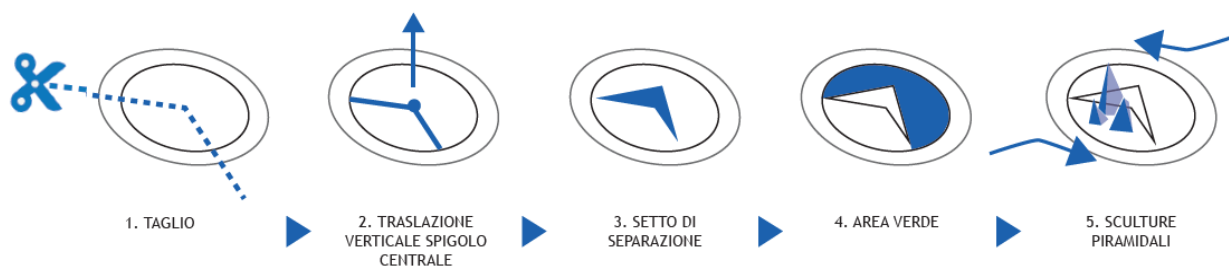 1. TAGLIO
2. TRASLAZIONE
VERTICALE SPIGOLO
CENTRALE
3. SETTO DI
SEPARAZIONE
4. AREA VERDE
5. SCULTURE
PIRAMIDALI